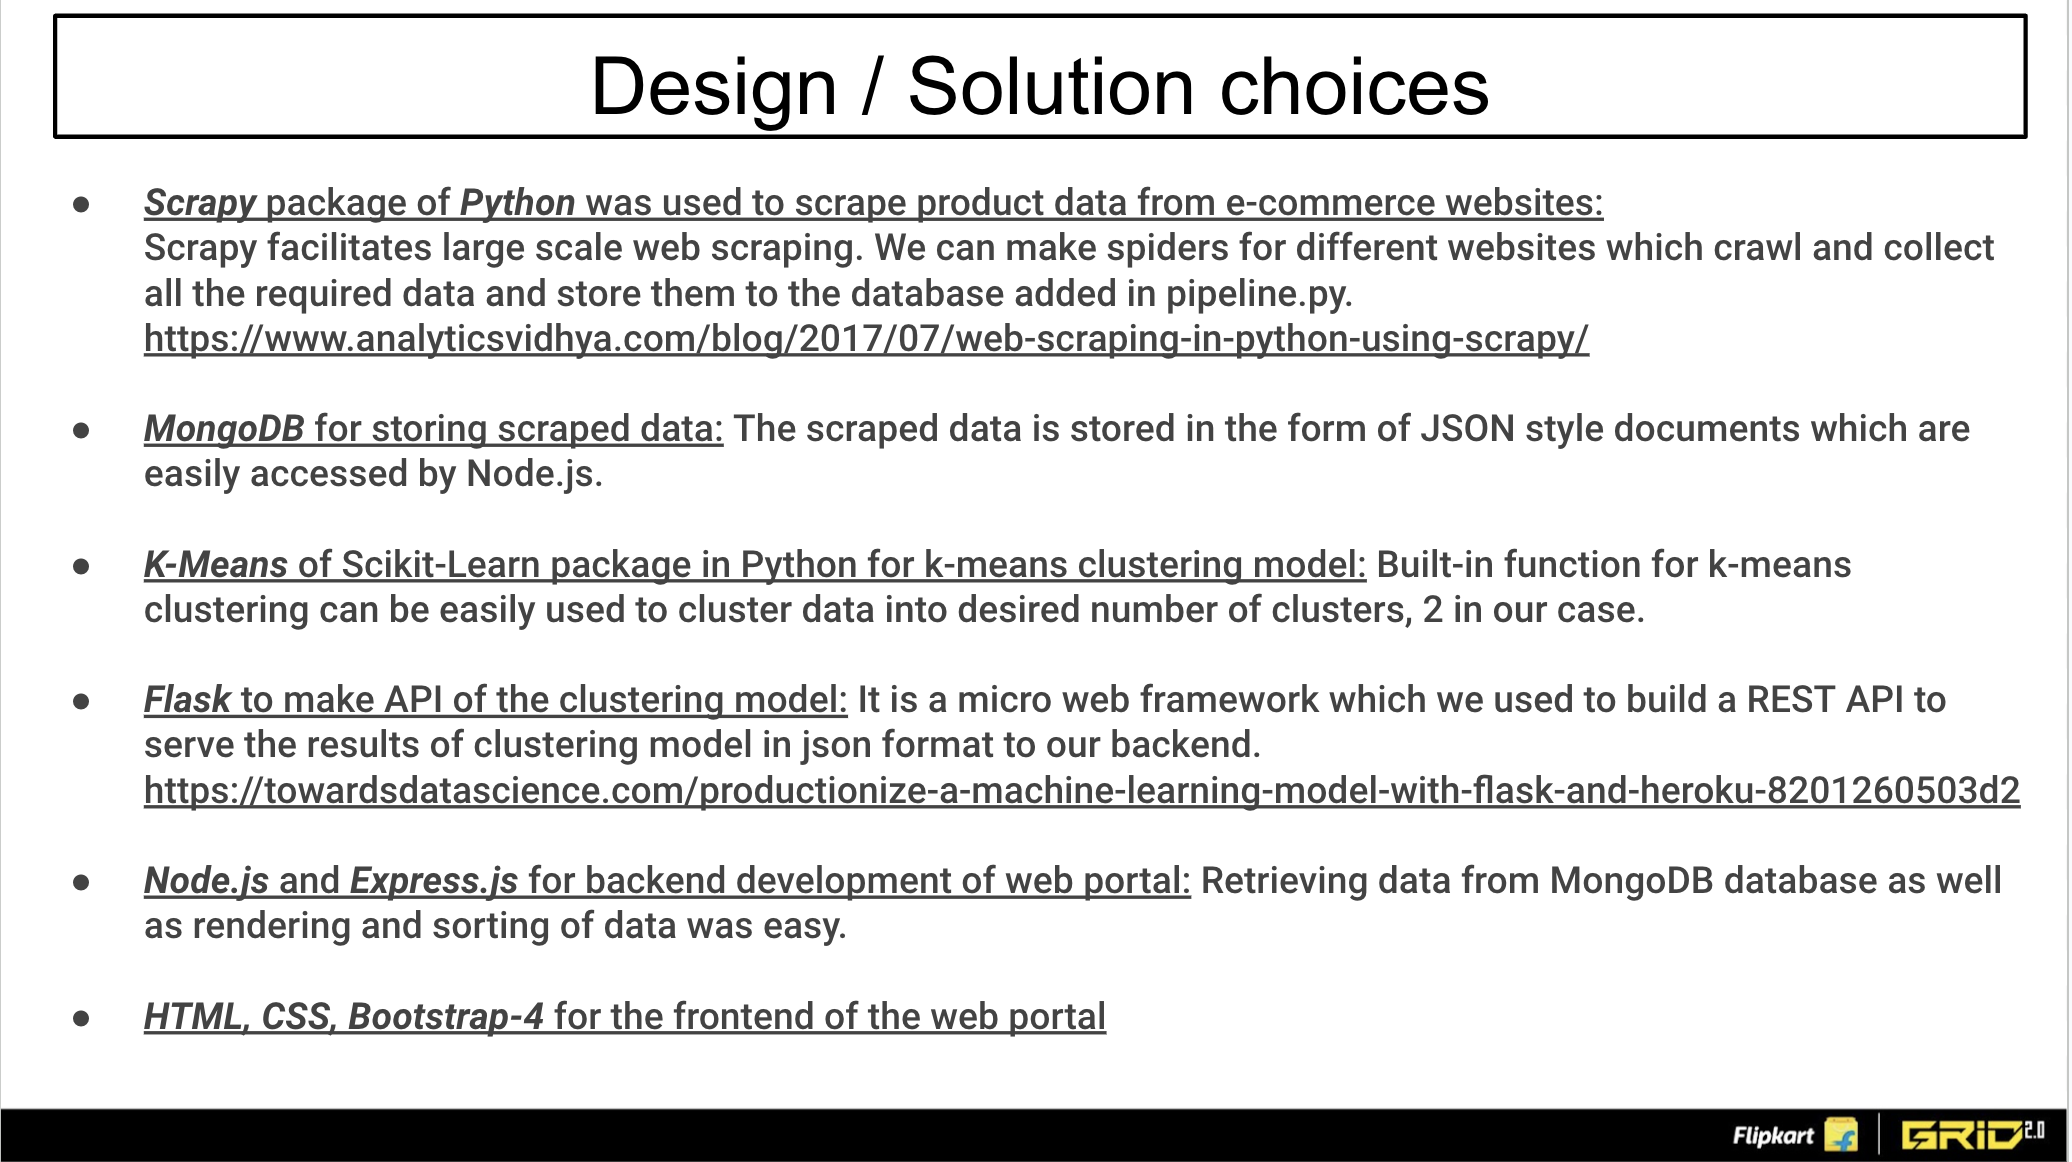 Design / Solution choices
● Scrapy package of Python was used to scrape product data from e-commerce websites:
Scrapy facilitates large scale web scraping. We can make spiders for different websites which crawl and collect
all the required data and store them to the database added in pipeline.py.
https://www.analyticsvidhya.com/blog/2017/07/web-scraping-in-python-using-scrapy/
● MongoDB for storing scraped data: The scraped data is stored in the form of JSON style documents which are
easily accessed by Node.js.
● K-Means of Scikit-Learn package in Python for k-means clustering model: Built-in function for k-means
clustering can be easily used to cluster data into desired number of clusters, 2 in our case.
● Flask to make API of the clustering model: It is a micro web framework which we used to build a REST API to
serve the results of clustering model in json format to our backend.
https://towardsdatascience.com/productionize-a-machine-learning-model-with-flask-and-heroku-8201260503d2
● Node.js and Express.js for backend development of web portal: Retrieving data from MongoDB database as well
as rendering and sorting of data was easy.
● HTML, CSS, Bootstrap-4 for the frontend of the web portal
Flipkart GRiD 2.0